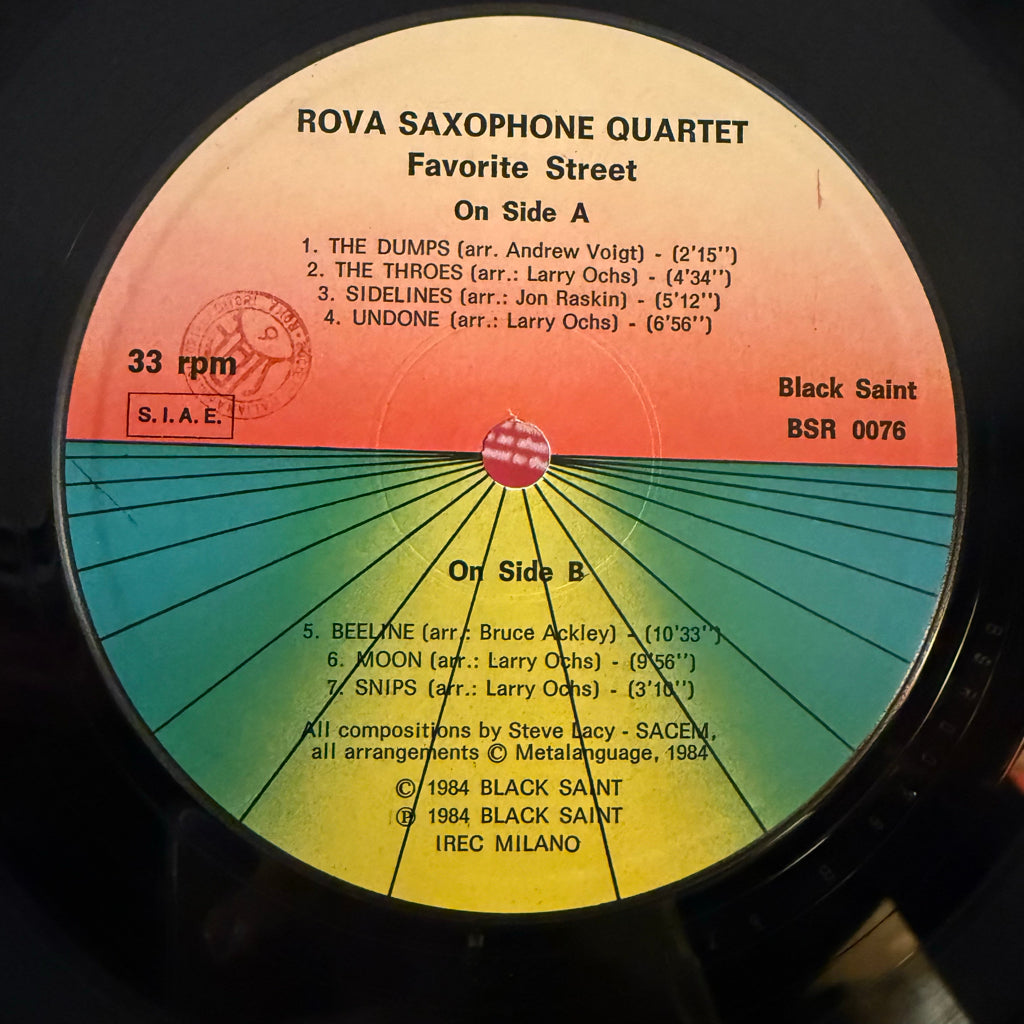 ROVA SAXOPHONE QUARTET
Favorite Street
On Side A
1. THE DUMPS (arr. Andrew Voigt) - (2'15'')
2. THE THROES (arr.: Larry Ochs) - (4'34'')
3. SIDELINES (arr.: Jon Raskin) - (5'12'')
4. UNDONE (arr.: Larry Ochs) - (6'56'')
33 rpm
S.I.A.E.
Black Saint
BSR 0076
On Side B
5. BEELINE (arr.: Bruce Ackley) - (10'33'')
6. MOON (arr.: Larry Ochs) - (9'56'')
7. SNIPS (arr.: Larry Ochs) - (3'10'')
All compositions by Steve Lacy - SACEM,
all arrangements © Metalanguage, 1984
© 1984 BLACK SAINT
℗ 1984 BLACK SAINT
IREC MILANO